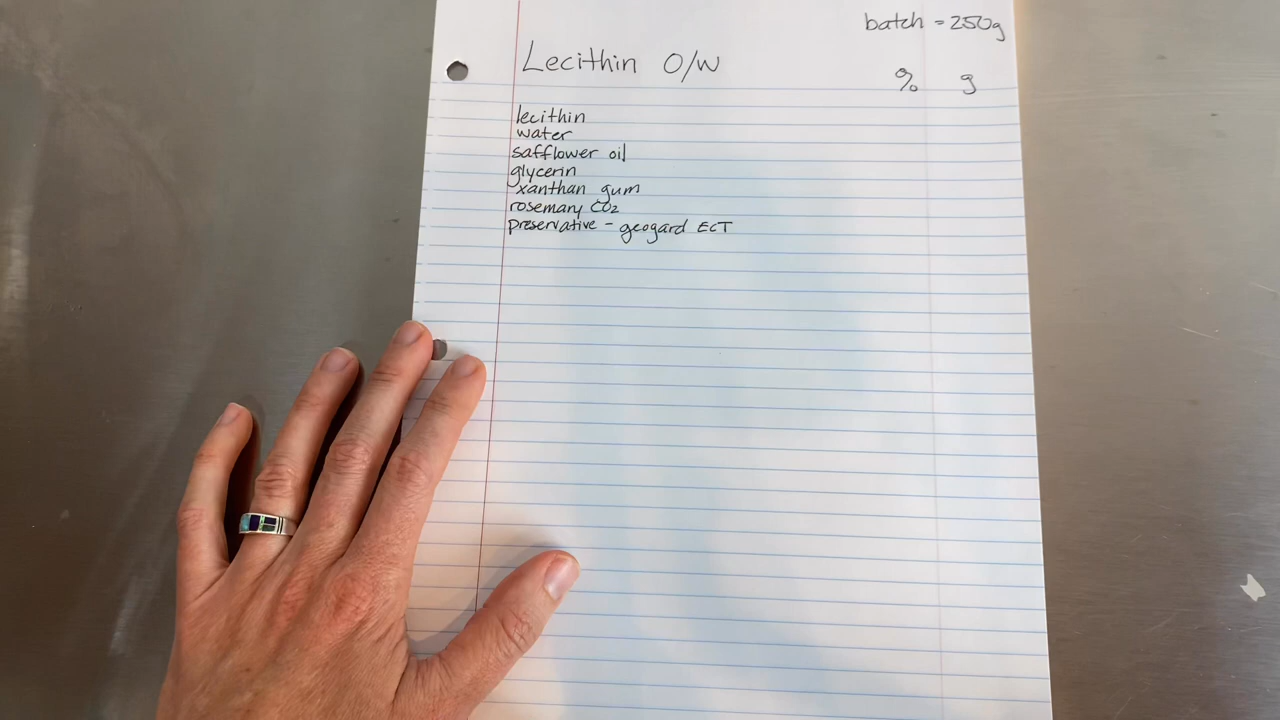 batch = 250g
Lecithin O/W
% g
lecithin
water
safflower oil
glycerin
xanthan gum
rosemary CO2
preservative - geogard ECT